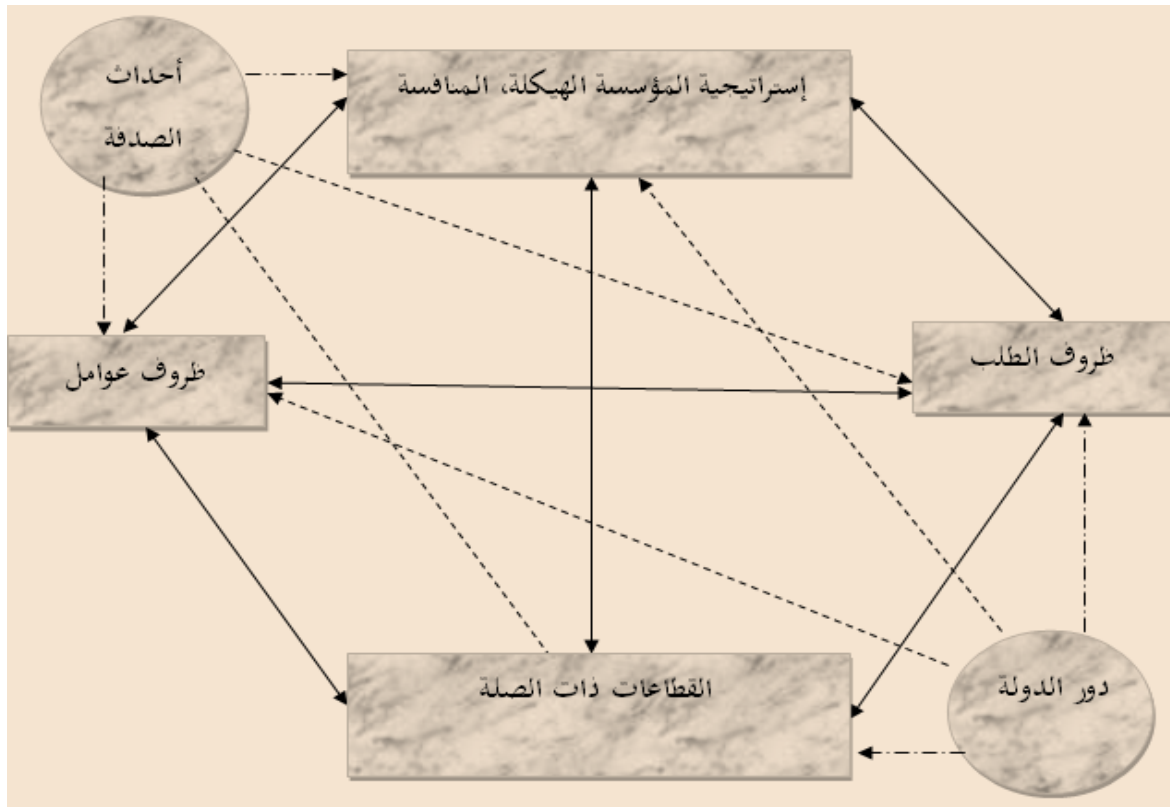 أحداث
الصدفة
إستراتيجية المؤسسة الهيكلة، المنافسة
ظروف الطلب
ظروف عوامل
القطاعات ذات الصلة
دور الدولة